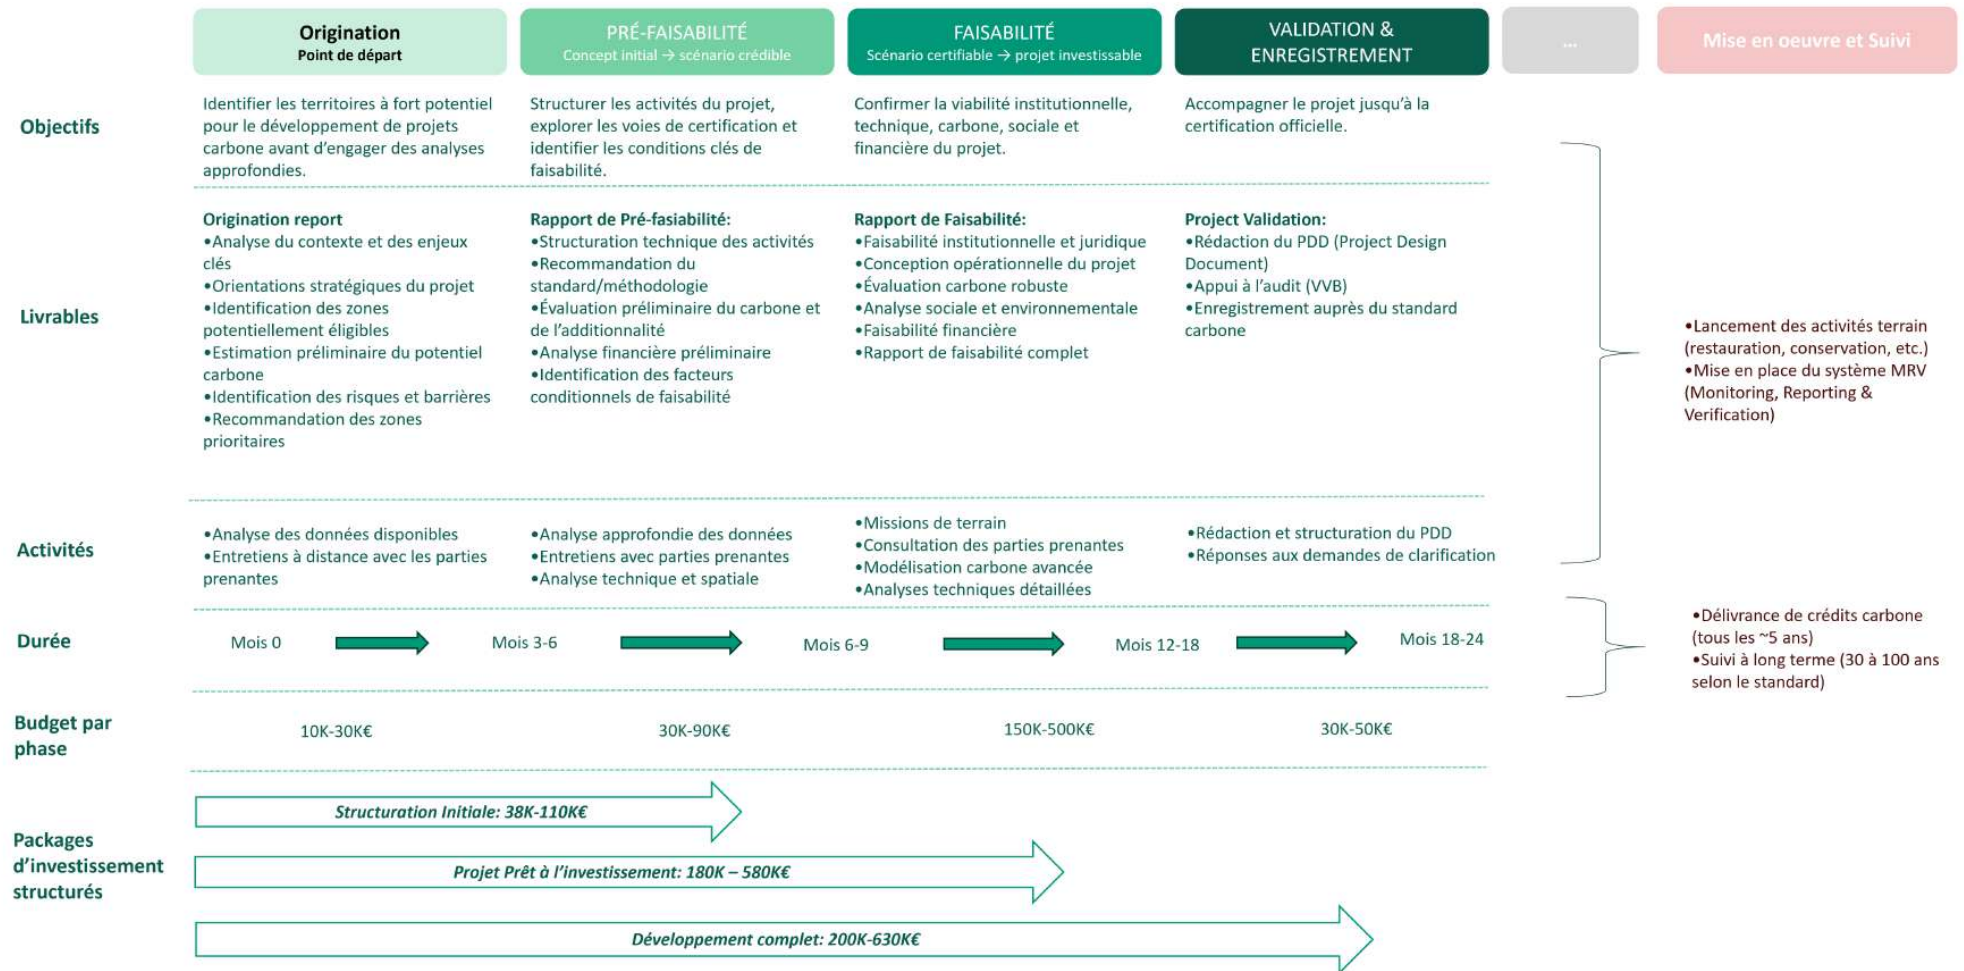 Origination
Point de départ
PRÉ-FAISABILITÉ
Concept initial → scénario crédible
FAISABILITÉ
Scénario certifiable → projet investissable
VALIDATION &
ENREGISTREMENT
...
Mise en oeuvre et Suivi
Objectifs
Identifier les territoires à fort potentiel
pour le développement de projets
carbone avant d'engager des analyses
approfondies.
Structurer les activités du projet,
explorer les voies de certification et
identifier les conditions clés de
faisabilité.
Confirmer la viabilité institutionnelle,
technique, carbone, sociale et
financière du projet.
Accompagner le projet jusqu'à la
certification officielle.
Livrables
Origination report
•Analyse du contexte et des enjeux
clés
•Orientations stratégiques du projet
•Identification des zones
potentiellement éligibles
•Estimation préliminaire du potentiel
carbone
•Identification des risques et barrières
•Recommandation des zones
prioritaires
Rapport de Pré-fasiabilité:
•Structuration technique des activités
•Recommandation du
standard/méthodologie
•Évaluation préliminaire du carbone et
de l'additionnalité
•Analyse financière préliminaire
•Identification des facteurs
conditionnels de faisabilité
Rapport de Faisabilité:
•Faisabilité institutionnelle et juridique
•Conception opérationnelle du projet
•Évaluation carbone robuste
•Analyse sociale et environnementale
•Faisabilité financière
•Rapport de faisabilité complet
Project Validation:
•Rédaction du PDD (Project Design
Document)
•Appui à l'audit (VVB)
•Enregistrement auprès du standard
carbone
•Lancement des activités terrain
(restauration, conservation, etc.)
•Mise en place du système MRV
(Monitoring, Reporting &
Verification)
Activités
•Analyse des données disponibles
•Entretiens à distance avec les parties
prenantes
•Analyse approfondie des données
•Entretiens avec parties prenantes
•Analyse technique et spatiale
•Missions de terrain
•Consultation des parties prenantes
•Modélisation carbone avancée
•Analyses techniques détaillées
•Rédaction et structuration du PDD
•Réponses aux demandes de clarification
Durée
Mois 0
Mois 3-6
Mois 6-9
Mois 12-18
Mois 18-24
•Délivrance de crédits carbone
(tous les ~5 ans)
•Suivi à long terme (30 à 100 ans
selon le standard)
Budget par
phase
10K-30K€
30K-90K€
150K-500K€
30K-50K€
Packages
d'investissement
structurés
Structuration Initiale: 38K-110K€
Projet Prêt à l'investissement: 180K – 580K€
Développement complet: 200K-630K€